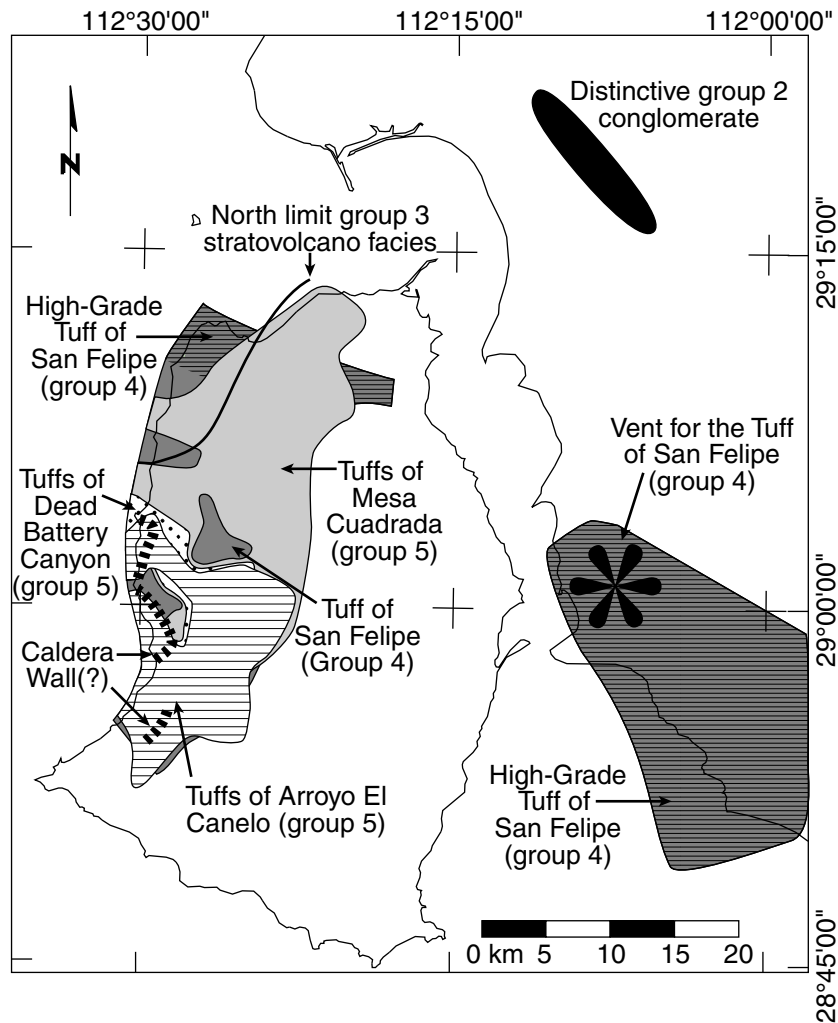 112°30'00"
112°15'00"
112°00'00"
Distinctive group 2
conglomerate
N
North limit group 3
stratovolcano facies
29°15'00"
High-Grade
Tuff of
San Felipe
(group 4)
Vent for the Tuff
of San Felipe
(group 4)
Tuffs of
Mesa
Cuadrada
(group 5)
Tuffs of
Dead
Battery
Canyon
(group 5)
Tuff of
San Felipe
(Group 4)
29°00'00"
Caldera
Wall(?)
Tuffs of Arroyo El
Canelo (group 5)
High-Grade
Tuff of
San Felipe
(group 4)
0 km 5 10 15 20
28°45'00"